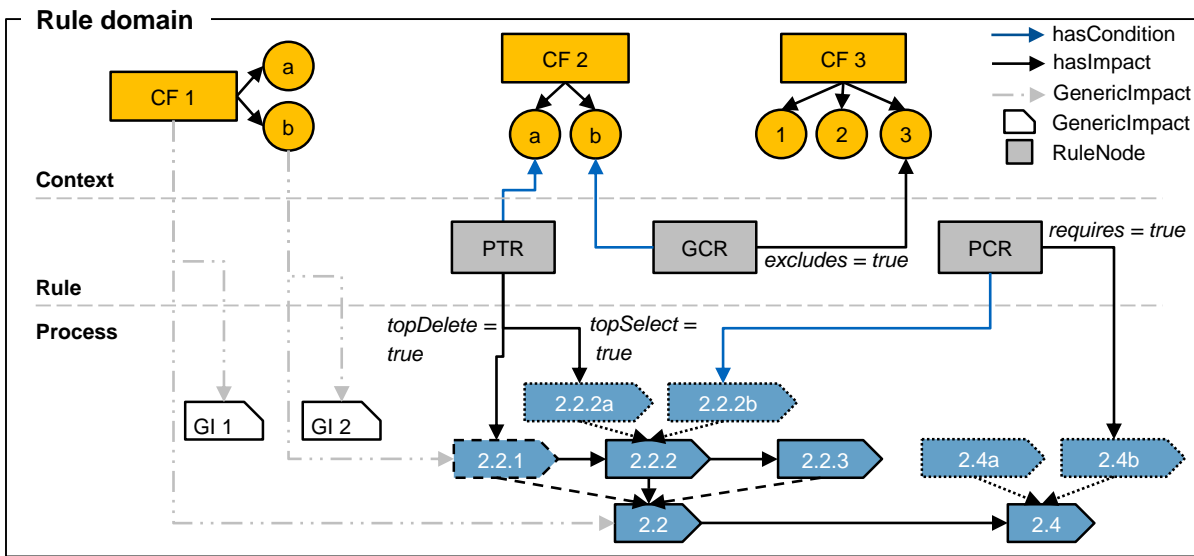 Rule domain
hasCondition
hasImpact
GenericImpact
GenericImpact
RuleNode
CF 1
a
b
CF 2
a
b
CF 3
1
2
3
Context
PTR
GCR
excludes = true
PCR
requires = true
Rule
Process
topDelete =
true
topSelect =
true
GI 1
GI 2
2.2.2a
2.2.2b
2.2.1
2.2.2
2.2.3
2.4a
2.4b
2.2
2.4